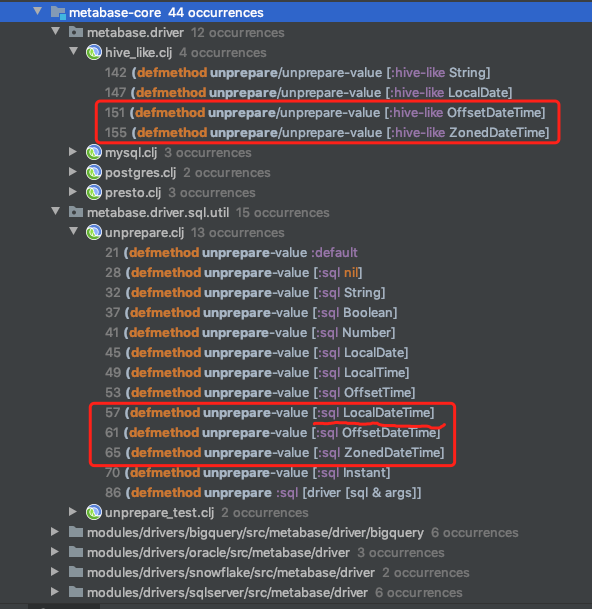 metabase-core 44 occurrences
metabase.driver 12 occurrences
hive_like.clj 4 occurrences
142 (defmethod unprepare/unprepare-value [:hive-like String]
147 (defmethod unprepare/unprepare-value [:hive-like LocalDate]
151 (defmethod unprepare/unprepare-value [:hive-like OffsetDateTime]
155 (defmethod unprepare/unprepare-value [:hive-like ZonedDateTime]
mysql.clj 3 occurrences
postgres.clj 2 occurrences
presto.clj 3 occurrences
metabase.driver.sql.util 15 occurrences
unprepare.clj 13 occurrences
21 (defmethod unprepare-value :default
28 (defmethod unprepare-value [:sql nil]
32 (defmethod unprepare-value [:sql String]
37 (defmethod unprepare-value [:sql Boolean]
41 (defmethod unprepare-value [:sql Number]
45 (defmethod unprepare-value [:sql LocalDate]
49 (defmethod unprepare-value [:sql LocalTime]
53 (defmethod unprepare-value [:sql OffsetTime]
57 (defmethod unprepare-value [:sql LocalDateTime]
61 (defmethod unprepare-value [:sql OffsetDateTime]
65 (defmethod unprepare-value [:sql ZonedDateTime]
70 (defmethod unprepare-value [:sql Instant]
86 (defmethod unprepare :sql [driver [sql & args]]
unprepare_test.clj 2 occurrences
modules/drivers/bigquery/src/metabase/driver/bigquery 6 occurrences
modules/drivers/oracle/src/metabase/driver 3 occurrences
modules/drivers/snowflake/src/metabase/driver 2 occurrences
modules/drivers/sqlserver/src/metabase/driver 6 occurrences